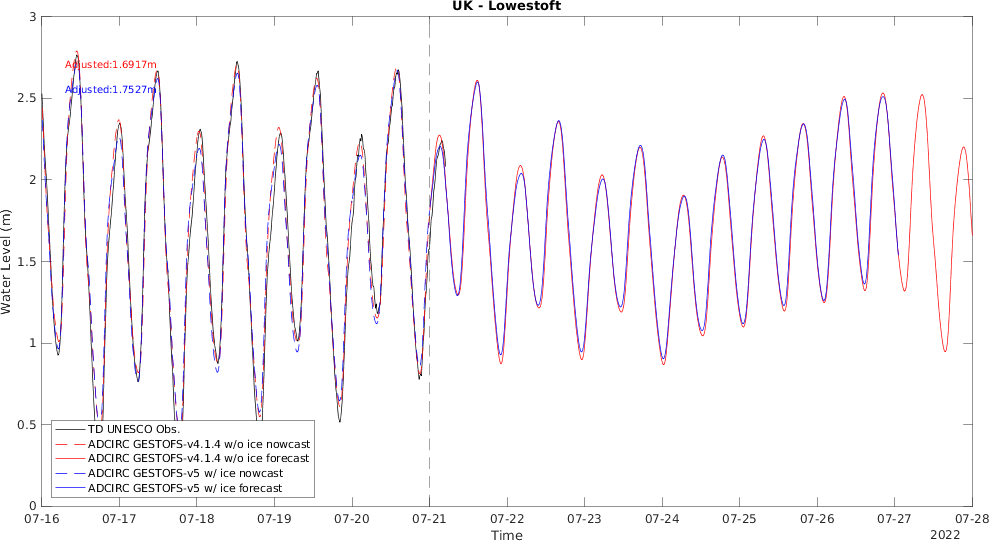 UK - Lowestoft
3
2.5
2
1.5
1
0.5
0
Water Level (m)
Adjusted:1.6917m
Adjusted:1.7527m
TD UNESCO Obs.
ADCIRC GESTOFS-v4.1.4 w/o ice nowcast
ADCIRC GESTOFS-v4.1.4 w/o ice forecast
ADCIRC GESTOFS-v5 w/ ice nowcast
ADCIRC GESTOFS-v5 w/ ice forecast
07-16 07-17 07-18 07-19 07-20 07-21 07-22 07-23 07-24 07-25 07-26 07-27 07-28
Time
2022